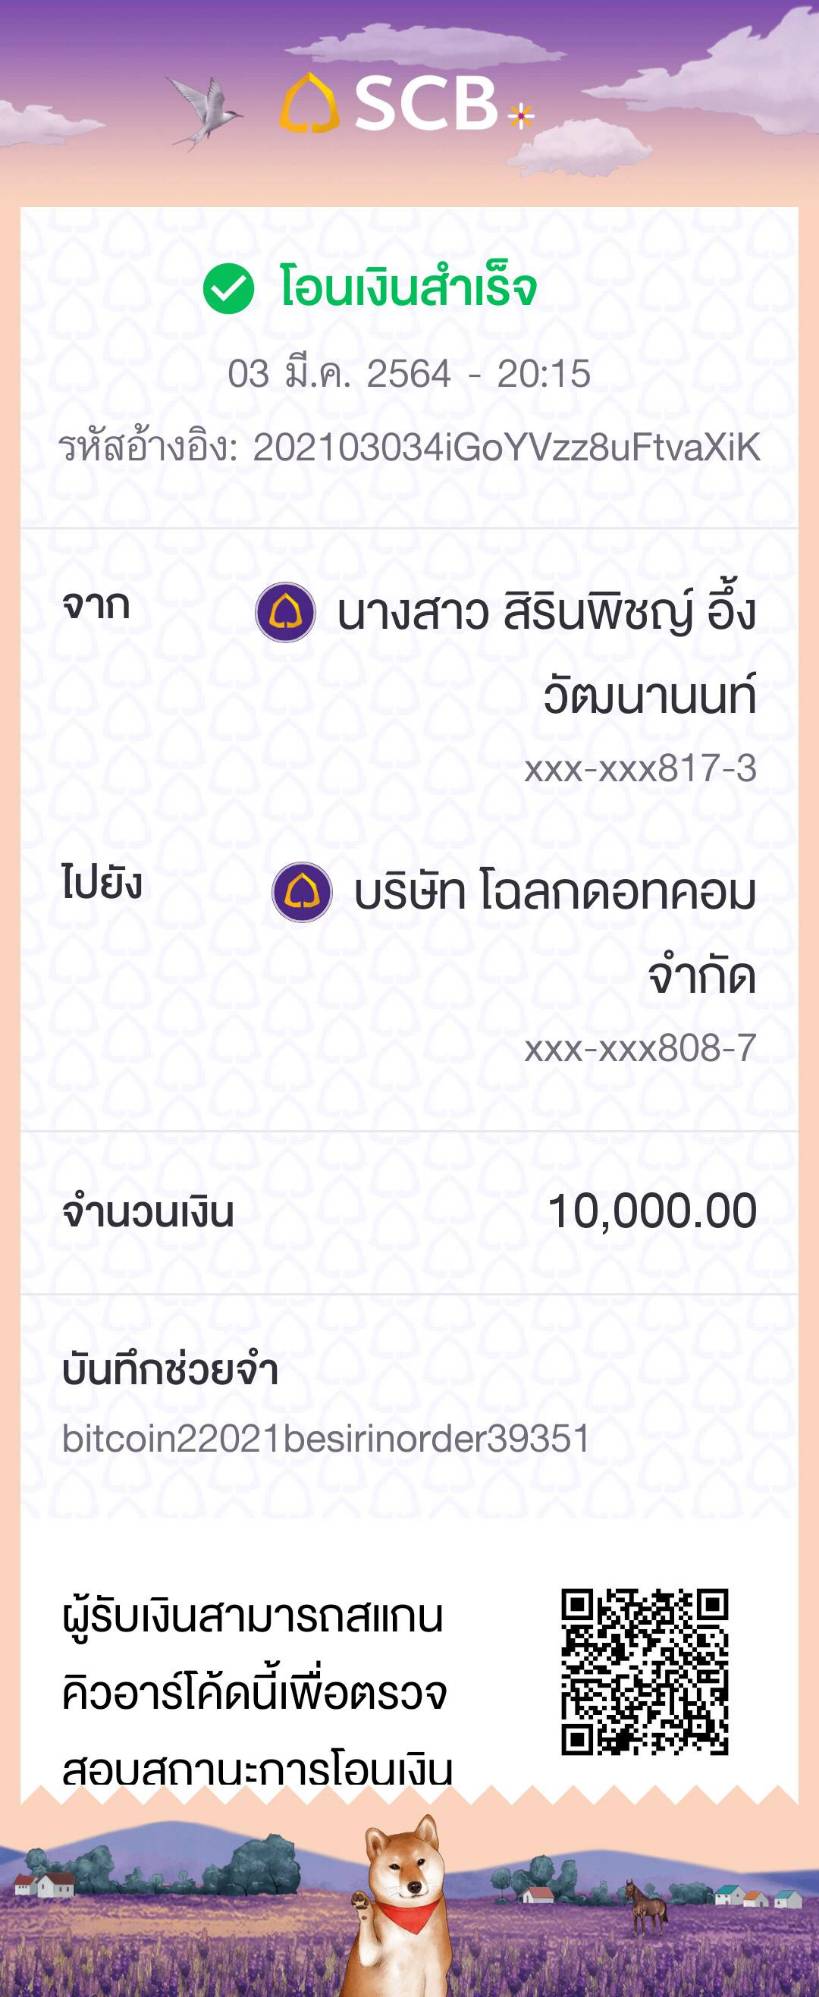 SCB
โอนเงินสำเร็จ
03 มี.ค. 2564 - 20:15
รหัสอ้างอิง: 202103034iGoYVzz8uFtvaXiK
จาก นางสาว สิรินพิชญ์ อึ้ง
วัฒนานนท์
xxx-xxx817-3
ไปยัง บริษัท โฉลกดอทคอม
จำกัด
xxx-xxx808-7
จำนวนเงิน 10,000.00
บันทึกช่วยจำ
bitcoin22021besirinorder39351
ผู้รับเงินสามารถสแกน
คิวอาร์โค้ดนี้เพื่อตรวจ
สอบสถานะการโอนเงิน